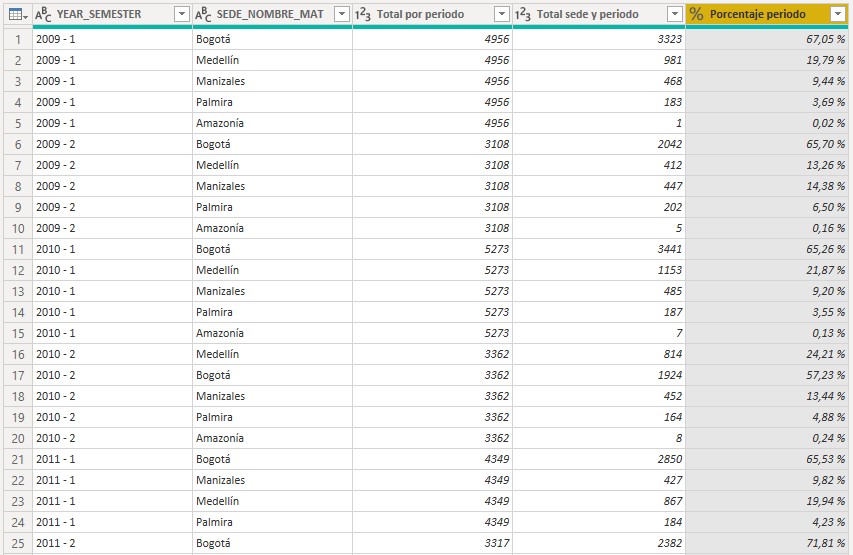 YEAR_SEMESTER SEDE_NOMBRE_MAT Total por periodo Total sede y periodo Porcentaje periodo
1 2009 - 1 Bogotá 4956 3323 67,05 %
2 2009 - 1 Medellín 4956 981 19,79 %
3 2009 - 1 Manizales 4956 468 9,44 %
4 2009 - 1 Palmira 4956 183 3,69 %
5 2009 - 1 Amazonía 4956 1 0,02 %
6 2009 - 2 Bogotá 3108 2042 65,70 %
7 2009 - 2 Medellín 3108 412 13,26 %
8 2009 - 2 Manizales 3108 447 14,38 %
9 2009 - 2 Palmira 3108 202 6,50 %
10 2009 - 2 Amazonía 3108 5 0,16 %
11 2010 - 1 Bogotá 5273 3441 65,26 %
12 2010 - 1 Medellín 5273 1153 21,87 %
13 2010 - 1 Manizales 5273 485 9,20 %
14 2010 - 1 Palmira 5273 187 3,55 %
15 2010 - 1 Amazonía 5273 7 0,13 %
16 2010 - 2 Medellín 3362 814 24,21 %
17 2010 - 2 Bogotá 3362 1924 57,23 %
18 2010 - 2 Manizales 3362 452 13,44 %
19 2010 - 2 Palmira 3362 164 4,88 %
20 2010 - 2 Amazonía 3362 8 0,24 %
21 2011 - 1 Bogotá 4349 2850 65,53 %
22 2011 - 1 Manizales 4349 427 9,82 %
23 2011 - 1 Medellín 4349 867 19,94 %
24 2011 - 1 Palmira 4349 184 4,23 %
25 2011 - 2 Bogotá 3317 2382 71,81 %